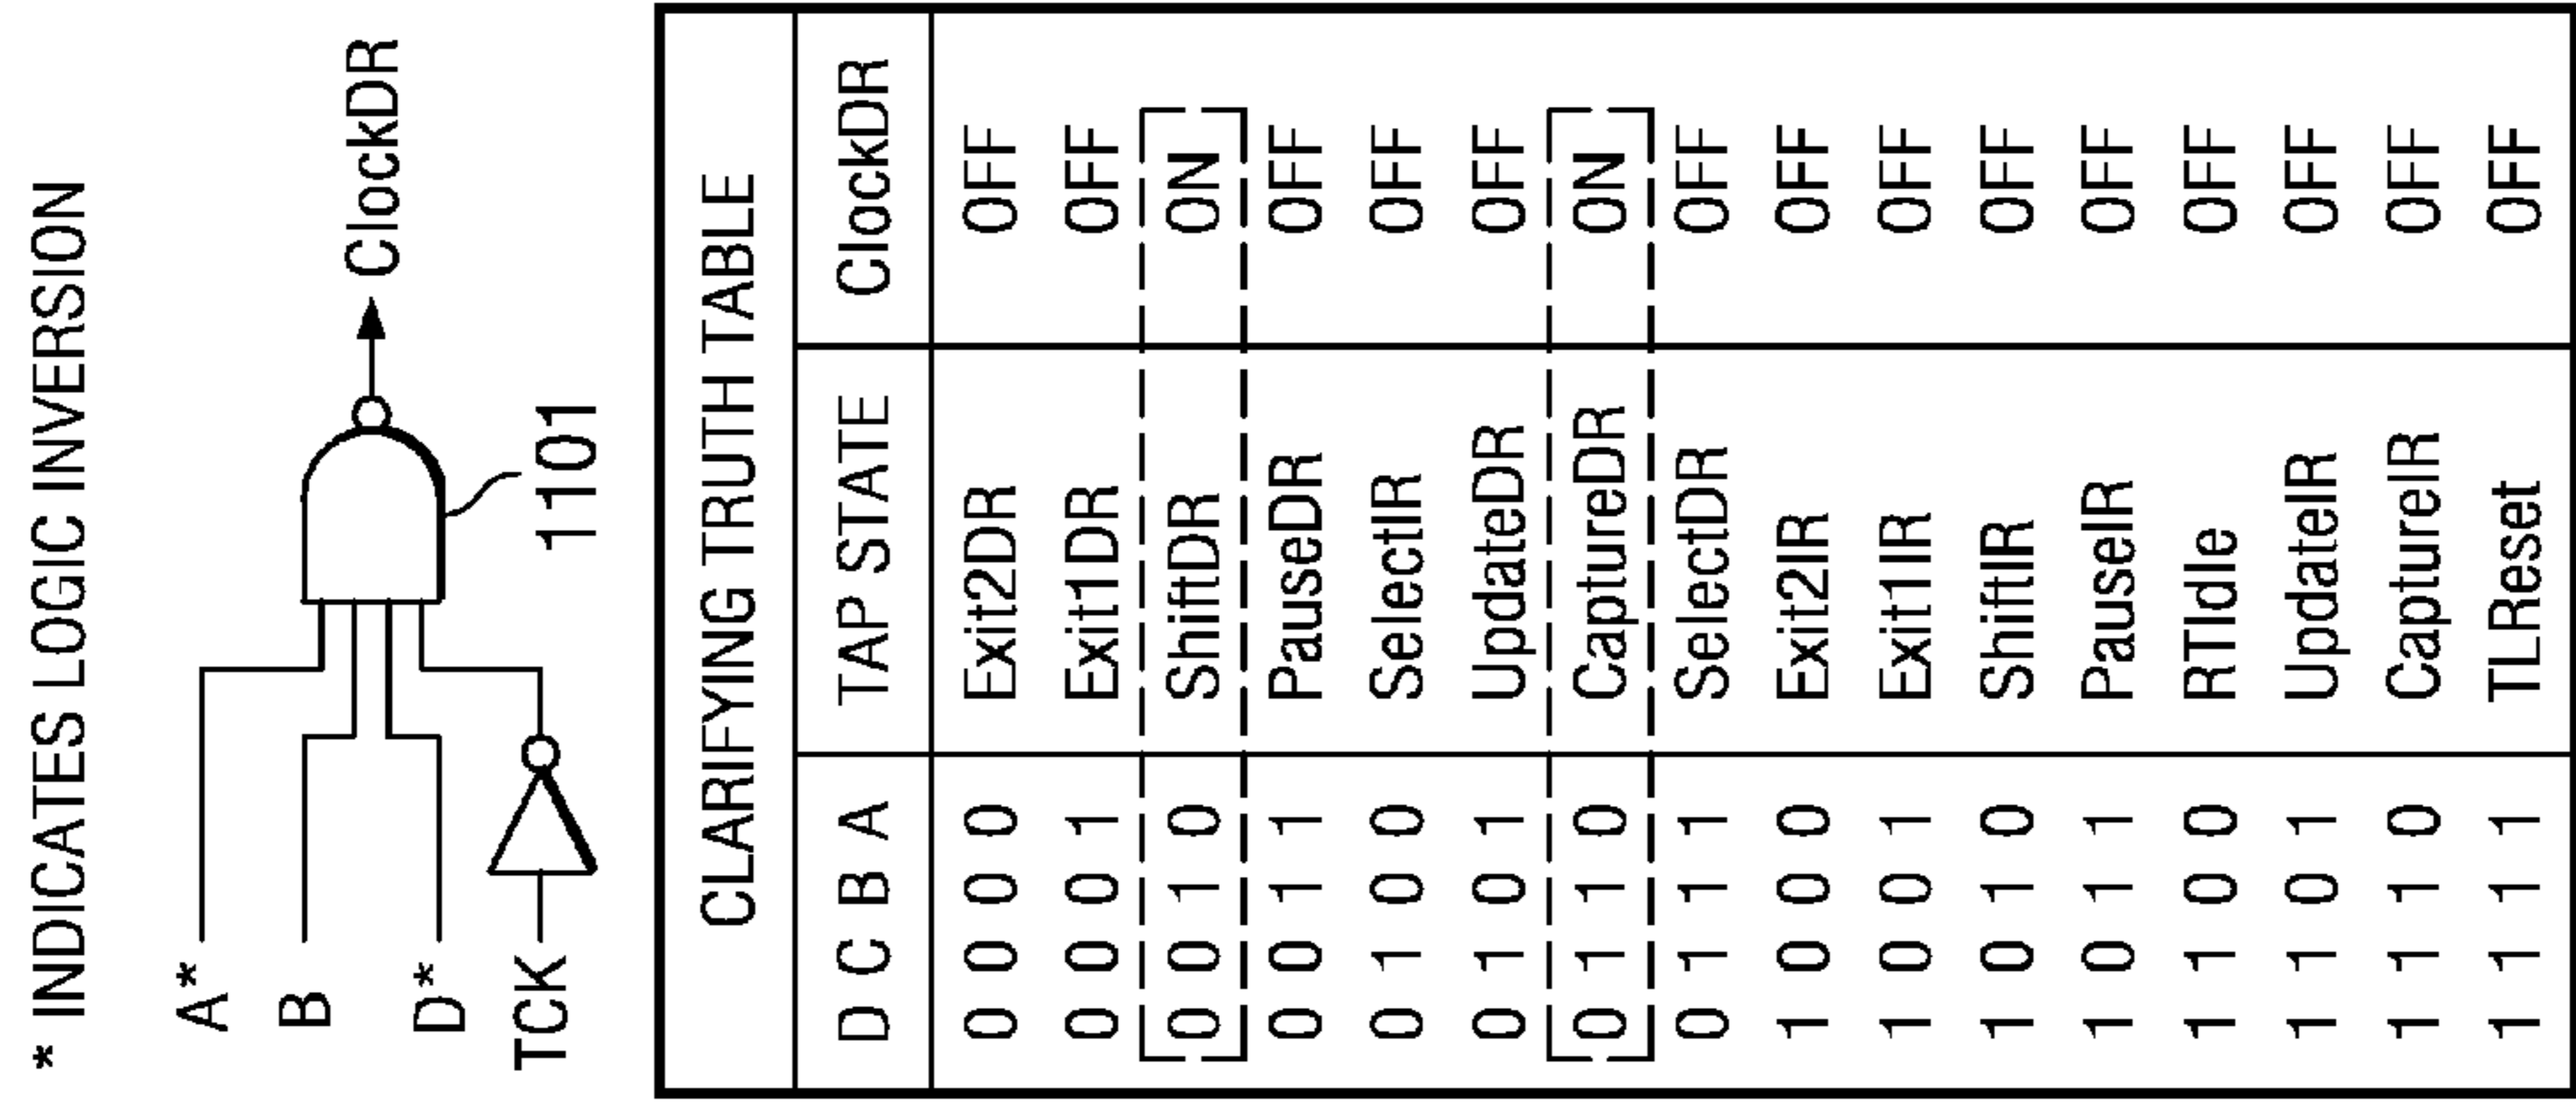 * INDICATES LOGIC INVERSION
A*
B
D*
TCK
ClockDR
1101
CLARIFYING TRUTH TABLE
D C B A TAP STATE ClockDR
0 0 0 0 Exit2DR OFF
0 0 0 1 Exit1DR OFF
0 0 1 0 ShiftDR ON
0 0 1 1 PauseDR OFF
0 1 0 0 SelectIR OFF
0 1 0 1 UpdateDR OFF
0 1 1 0 CaptureDR ON
0 1 1 1 SelectDR OFF
1 0 0 0 Exit2IR OFF
1 0 0 1 Exit1IR OFF
1 0 1 0 ShiftIR OFF
1 0 1 1 PauseIR OFF
1 1 0 0 RTIdle OFF
1 1 0 1 UpdateIR OFF
1 1 1 0 CaptureIR OFF
1 1 1 1 TLReset OFF